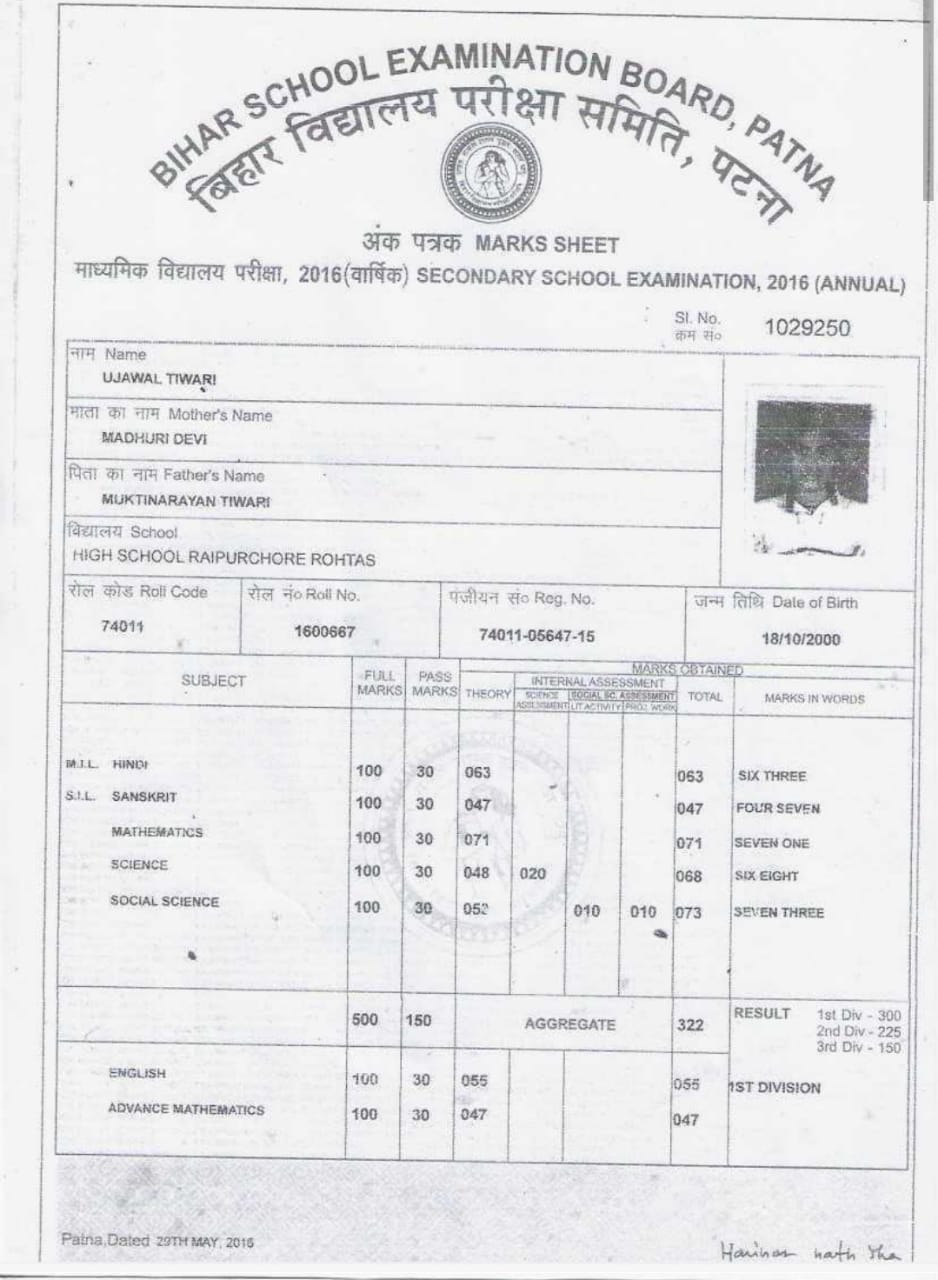 BIHAR SCHOOL EXAMINATION BOARD, PATNA
बिहार विद्यालय परीक्षा समिति, पटना
अंक पत्रक MARKS SHEET
माध्यमिक विद्यालय परीक्षा, 2016(वार्षिक) SECONDARY SCHOOL EXAMINATION, 2016 (ANNUAL)
Sl. No.
क्रम सं० 1029250
नाम Name
UJAWAL TIWARI
माता का नाम Mother's Name
MADHURI DEVI
पिता का नाम Father's Name
MUKTINARAYAN TIWARI
विद्यालय School
HIGH SCHOOL RAIPURCHORE ROHTAS
रोल कोड Roll Code रोल नं० Roll No. पंजीयन सं० Reg. No. जन्म तिथि Date of Birth
74011 1600667 74011-05647-15 18/10/2000
MARKS OBTAINED
SUBJECT FULL MARKS PASS MARKS THEORY INTERNAL ASSESSMENT TOTAL MARKS IN WORDS
SCIENCE SOCIAL SC. ASSESSMENT
ASSESSMENT LIT ACTIVITY PROJ. WORK
M.I.L. HINDI 100 30 063 063 SIX THREE
S.I.L. SANSKRIT 100 30 047 047 FOUR SEVEN
MATHEMATICS 100 30 071 071 SEVEN ONE
SCIENCE 100 30 048 020 068 SIX EIGHT
SOCIAL SCIENCE 100 30 053 010 010 073 SEVEN THREE
500 150 AGGREGATE 322 RESULT 1st Div - 300
2nd Div - 225
3rd Div - 150
ENGLISH 100 30 055 055 1ST DIVISION
ADVANCE MATHEMATICS 100 30 047 047
Patna,Dated 29TH MAY, 2016